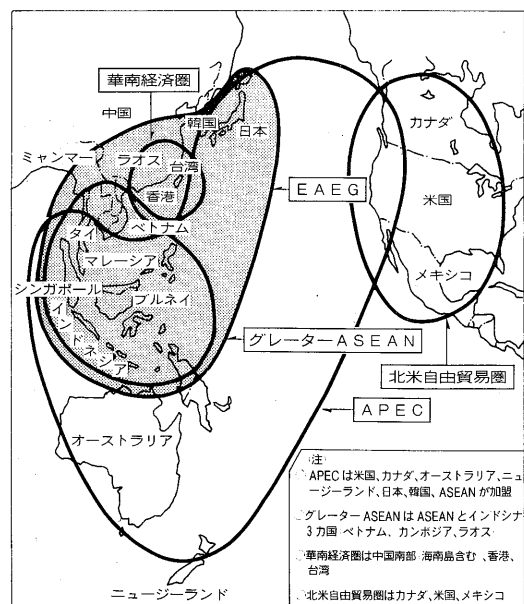 華南経済圏
中国
韓国
日本
カナダ
ミャンマー
ラオス
台湾
香港
EAEG
米国
タイ
ベトナム
マレーシア
メキシコ
シンガポール
ブルネイ
インドネシア
グレーターASEAN
北米自由貿易圏
APEC
オーストラリア
ニュージーランド
(注)
APECは米国、カナダ、オーストラリア、ニュ
ージーランド、日本、韓国、ASEANが加盟
グレーターASEANはASEANとインドシナ
3カ国 ベトナム、カンボジア、ラオス
華南経済圏は中国南部 海南島含む 、香港、
台湾
北米自由貿易圏はカナダ、米国、メキシコ